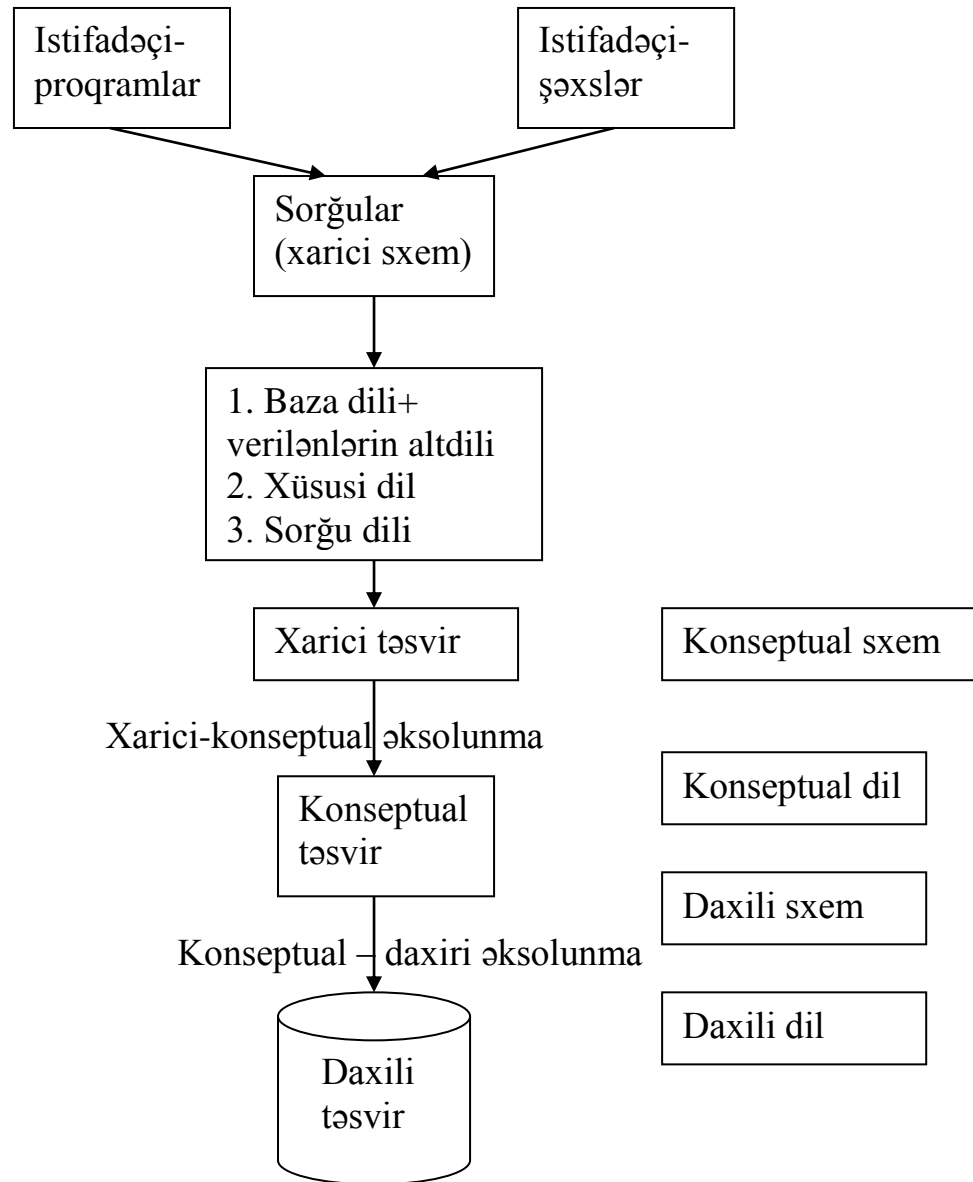 Istifadəçi-
proqramlar
Istifadəçi-
şəxslər
Sorğular
(xarici sxem)
1. Baza dili+
verilənlərin altdili
2. Xüsusi dil
3. Sorğu dili
Xarici təsvir
Konseptual sxem
Xarici-konseptual əksolunma
Konseptual dil
Konseptual
təsvir
Daxili sxem
Konseptual – daxiri əksolunma
Daxili dil
Daxili
təsvir